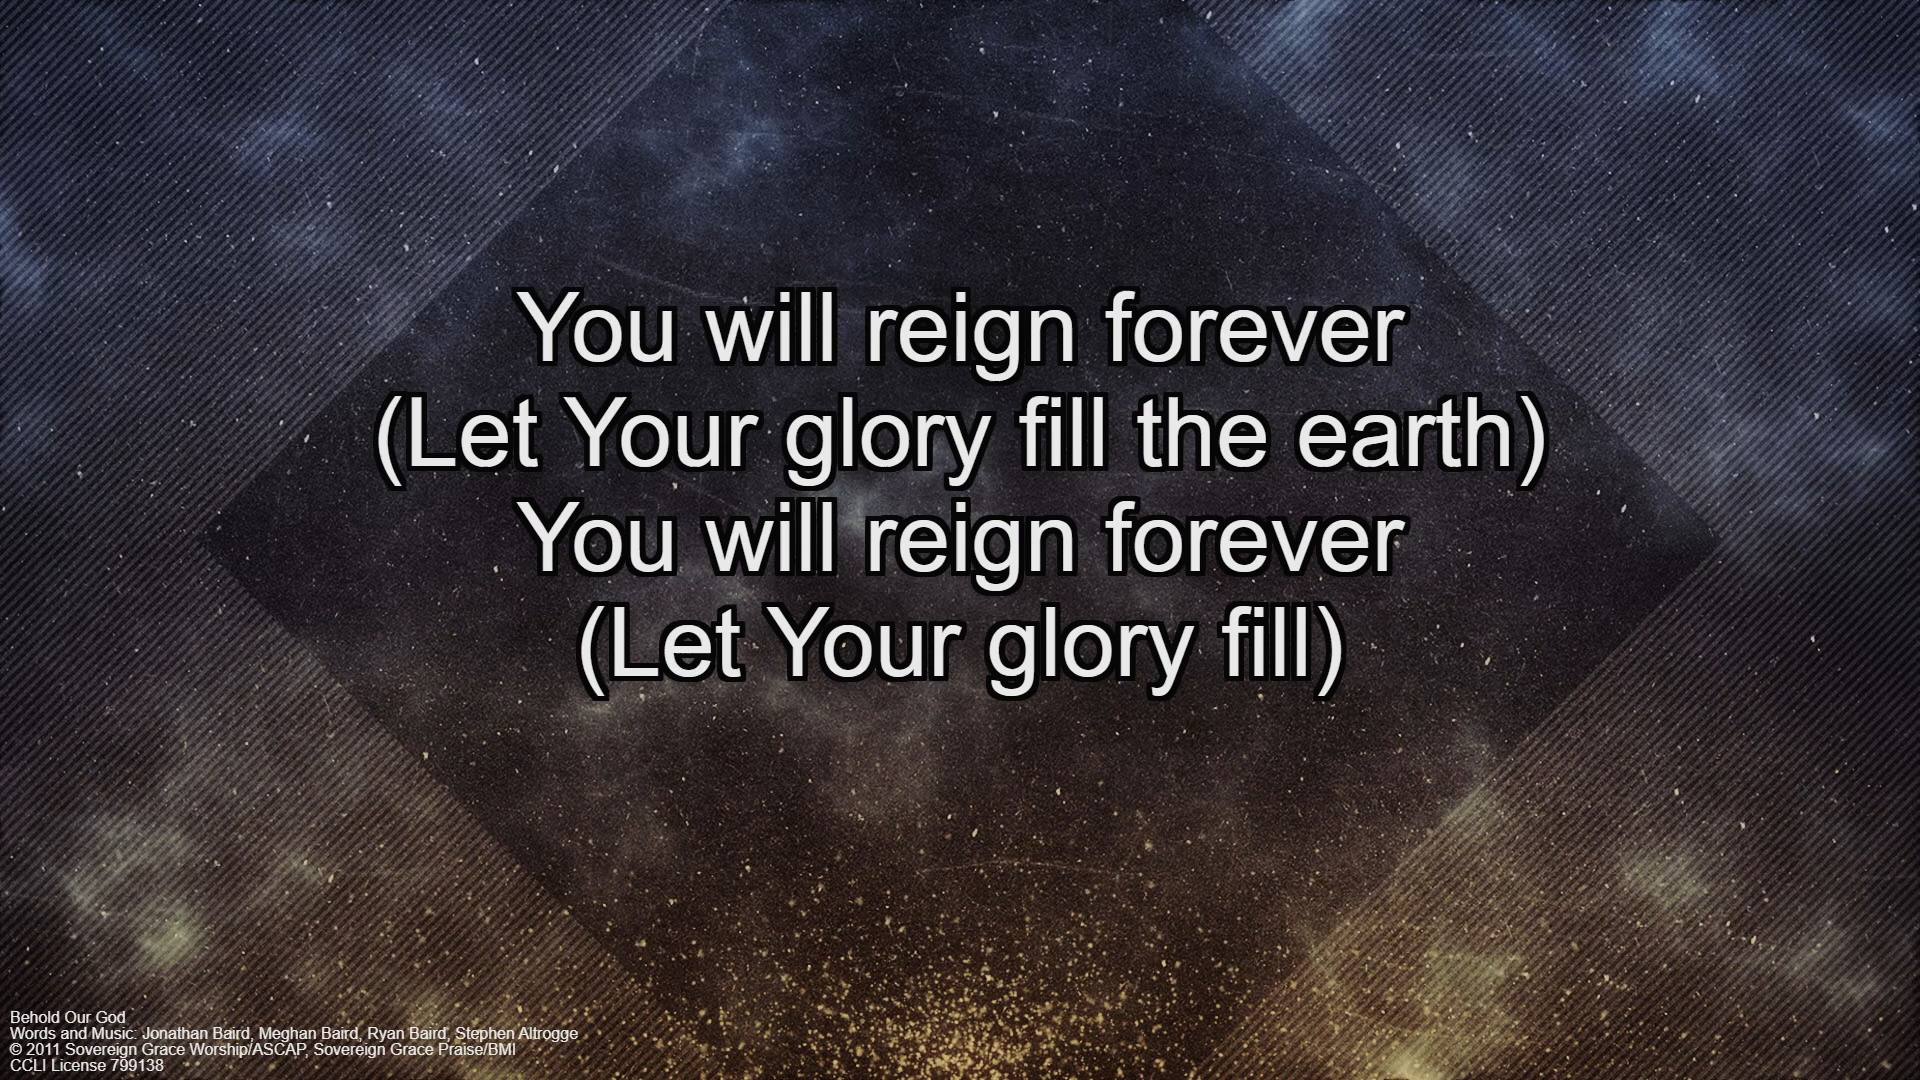 You will reign forever
(Let Your glory fill the earth)
You will reign forever
(Let Your glory fill)
Behold Our God
Words and Music: Jonathan Baird, Meghan Baird, Ryan Baird, Stephen Altrogge
© 2011 Sovereign Grace Worship/ASCAP, Sovereign Grace Praise/BMI
CCLI License 799138